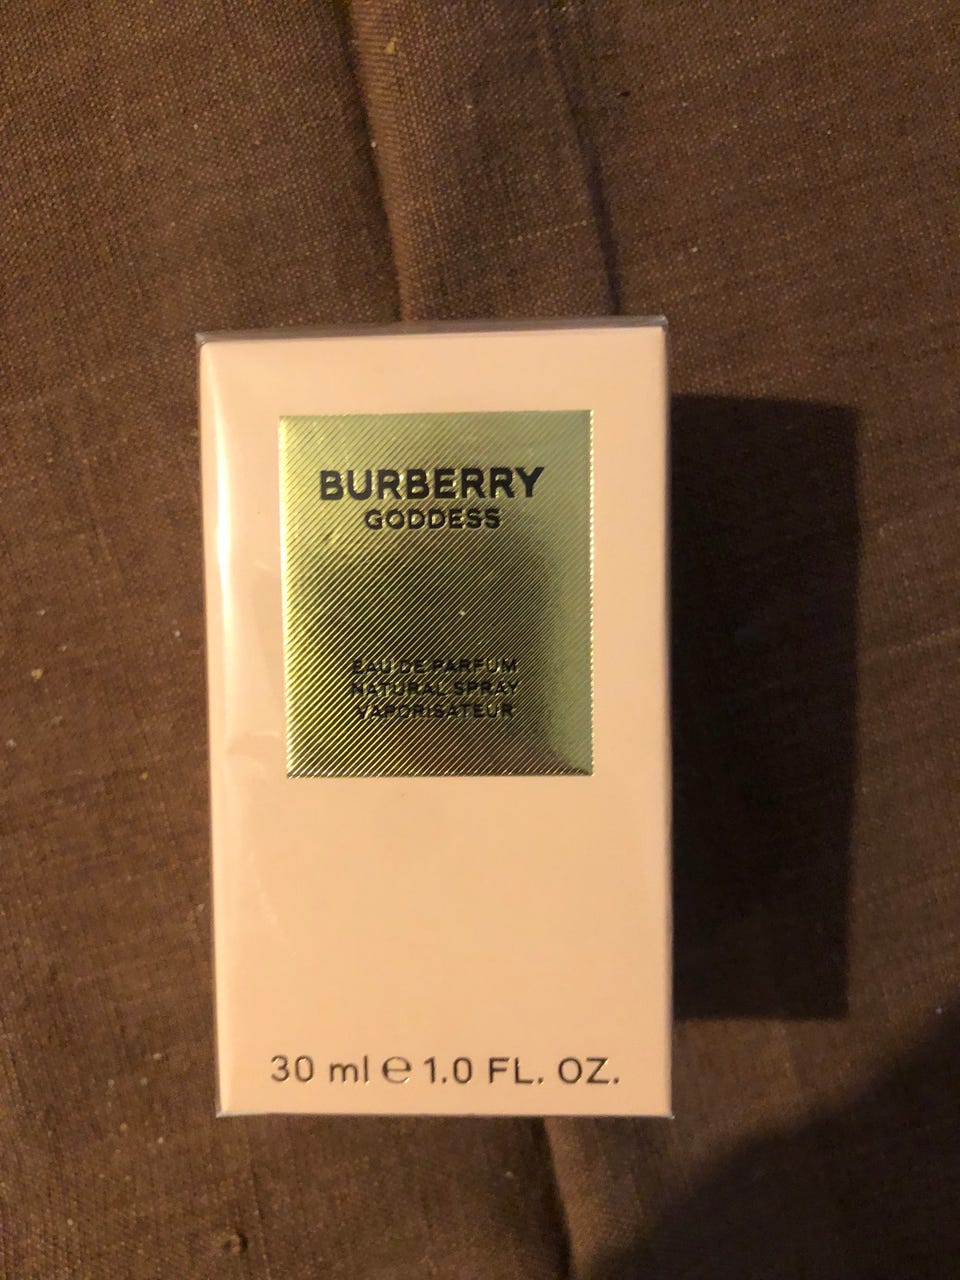 BURBERRY
GODDESS
EAU DE PARFUM
NATURAL SPRAY
VAPORISATEUR
30 ml ℮ 1.0 FL. OZ.